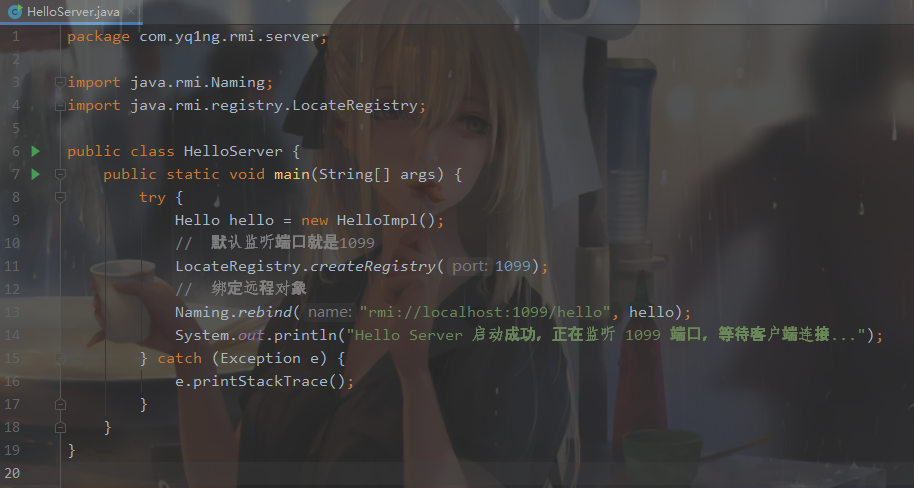 HelloServer.java
1 package com.yq1ng.rmi.server;
2
3 import java.rmi.Naming;
4 import java.rmi.registry.LocateRegistry;
5
6 public class HelloServer {
7 public static void main(String[] args) {
8 try {
9 Hello hello = new HelloImpl();
10 // 默认监听端口就是1099
11 LocateRegistry.createRegistry( port: 1099);
12 // 绑定远程对象
13 Naming.rebind( name: "rmi://localhost:1099/hello", hello);
14 System.out.println("Hello Server 启动成功，正在监听 1099 端口，等待客户端连接...");
15 } catch (Exception e) {
16 e.printStackTrace();
17 }
18 }
19 }
20